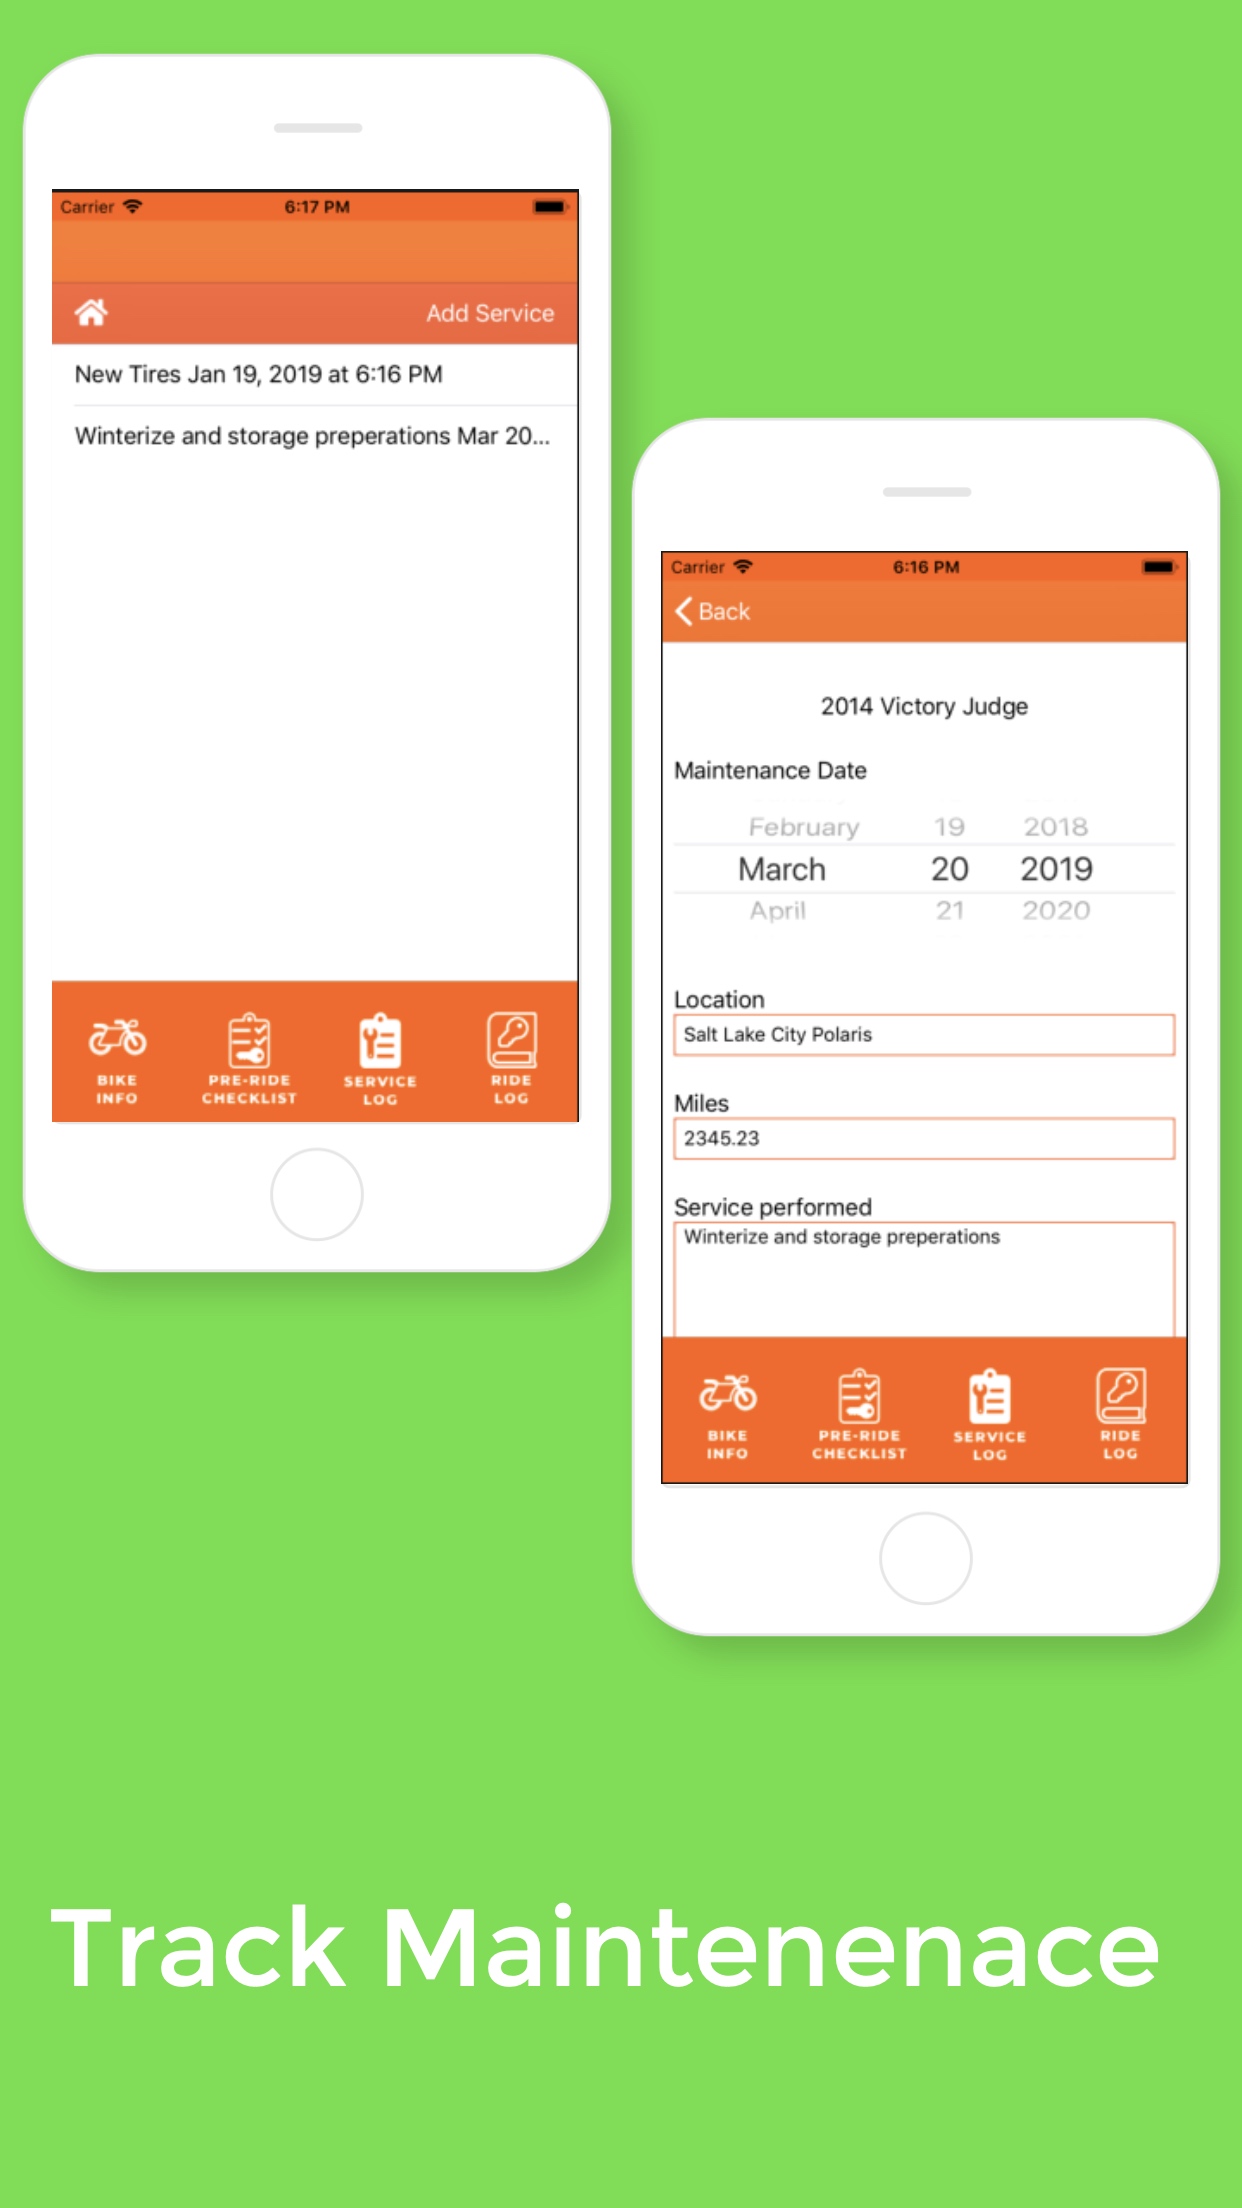 Carrier 6:17 PM
Add Service
New Tires Jan 19, 2019 at 6:16 PM
Winterize and storage preperations Mar 20...
BIKE INFO
PRE-RIDE CHECKLIST
SERVICE LOG
RIDE LOG
Carrier 6:16 PM
Back
2014 Victory Judge
Maintenance Date
February 19 2018
March 20 2019
April 21 2020
Location
Salt Lake City Polaris
Miles
2345.23
Service performed
Winterize and storage preperations
BIKE INFO
PRE-RIDE CHECKLIST
SERVICE LOG
RIDE LOG
Track Maintenenace